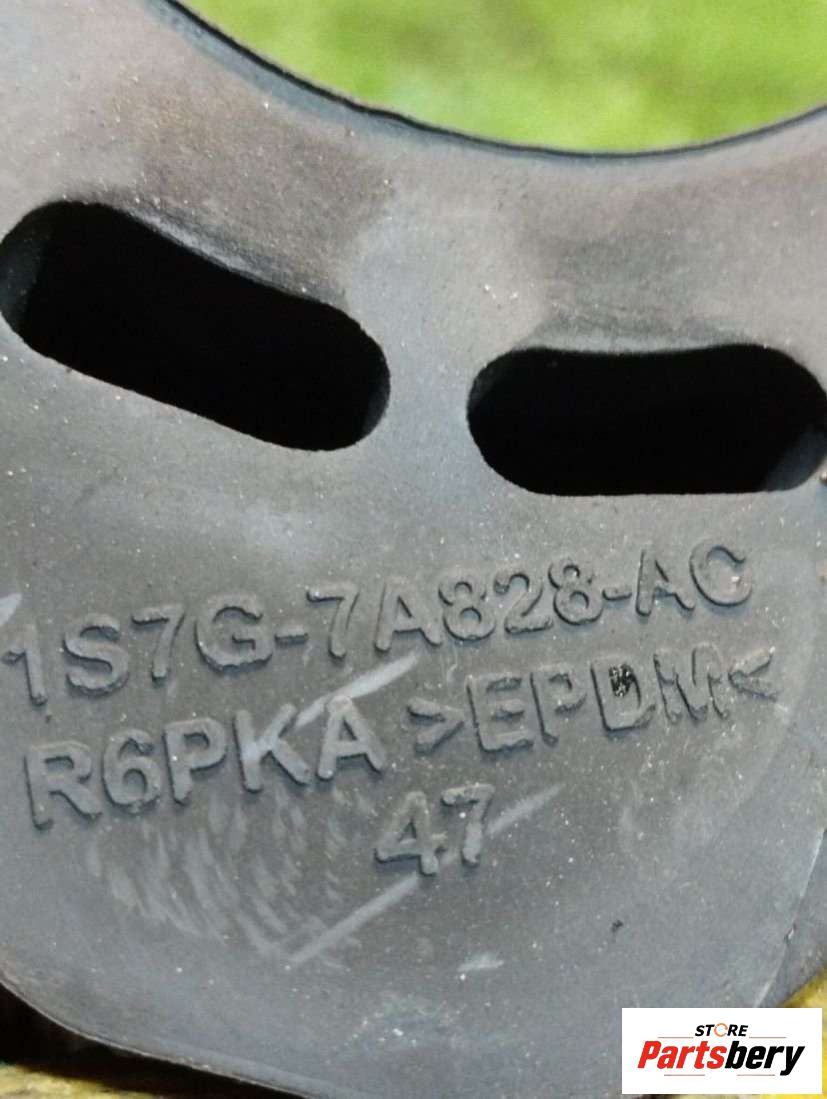 1S7G-7A828-AC
R6PKA >EPDM<
47
STORE
Partsbery